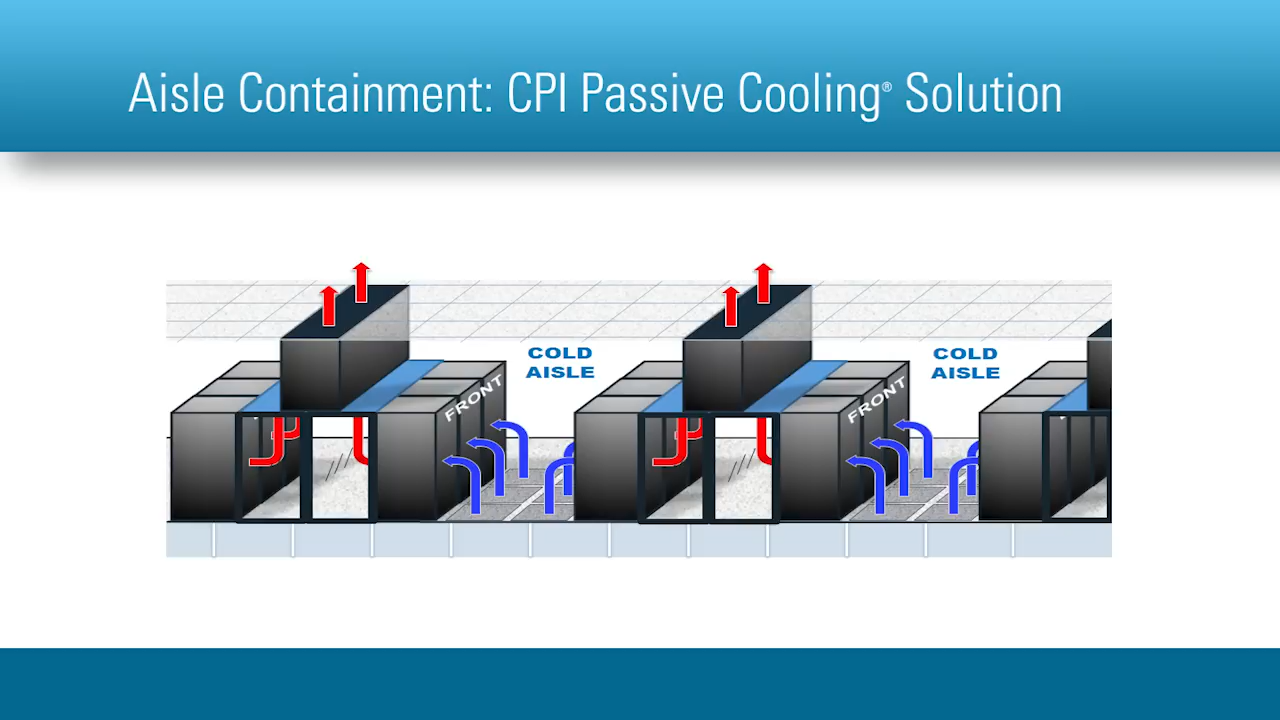 Aisle Containment: CPI Passive Cooling® Solution
COLD
AISLE
COLD
AISLE
FRONT
FRONT